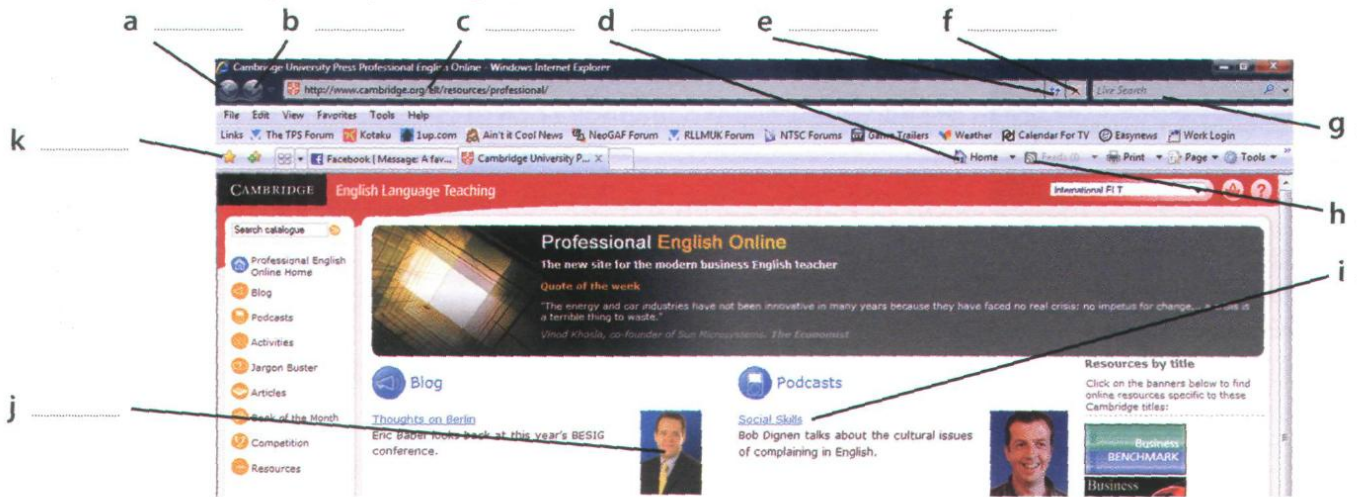 a b c d e f
Cambridge University Press Professional English Online - Windows Internet Explorer
http://www.cambridge.org/elt/resources/professional/
Live Search
g
File Edit View Favorites Tools Help
Links The TPS Forum Kotaku 1up.com Ain't it Cool News NeoGAF Forum RLLMUK Forum NTSC Forums Game Trailers Weather Calendar For TV Easynews Work Login
k
Facebook | Message: A fav... Cambridge University P... X
Home Feeds (0) Print Page Tools
CAMBRIDGE English Language Teaching
International ELT
?
h
Search catalogue
Professional English
Online Home
Blog
Podcasts
Activities
Jargon Buster
Articles
Book of the Month
Competition
Resources
Professional English Online
The new site for the modern business English teacher
Quote of the week
"The energy and car industries have not been innovative in many years because they have faced no real crisis; no impetus for change, is
a terrible thing to waste."
Vinod Khosla, co-founder of Sun Microsystems, The Economist
i
Blog
Thoughts on Berlin
Eric Baber looks back at this year's BESIG
conference.
j
Podcasts
Social Skills
Bob Dignen talks about the cultural issues
of complaining in English.
Resources by title
Click on the banners below to find
online resources specific to these
Cambridge titles:
Business
BENCHMARK
Business